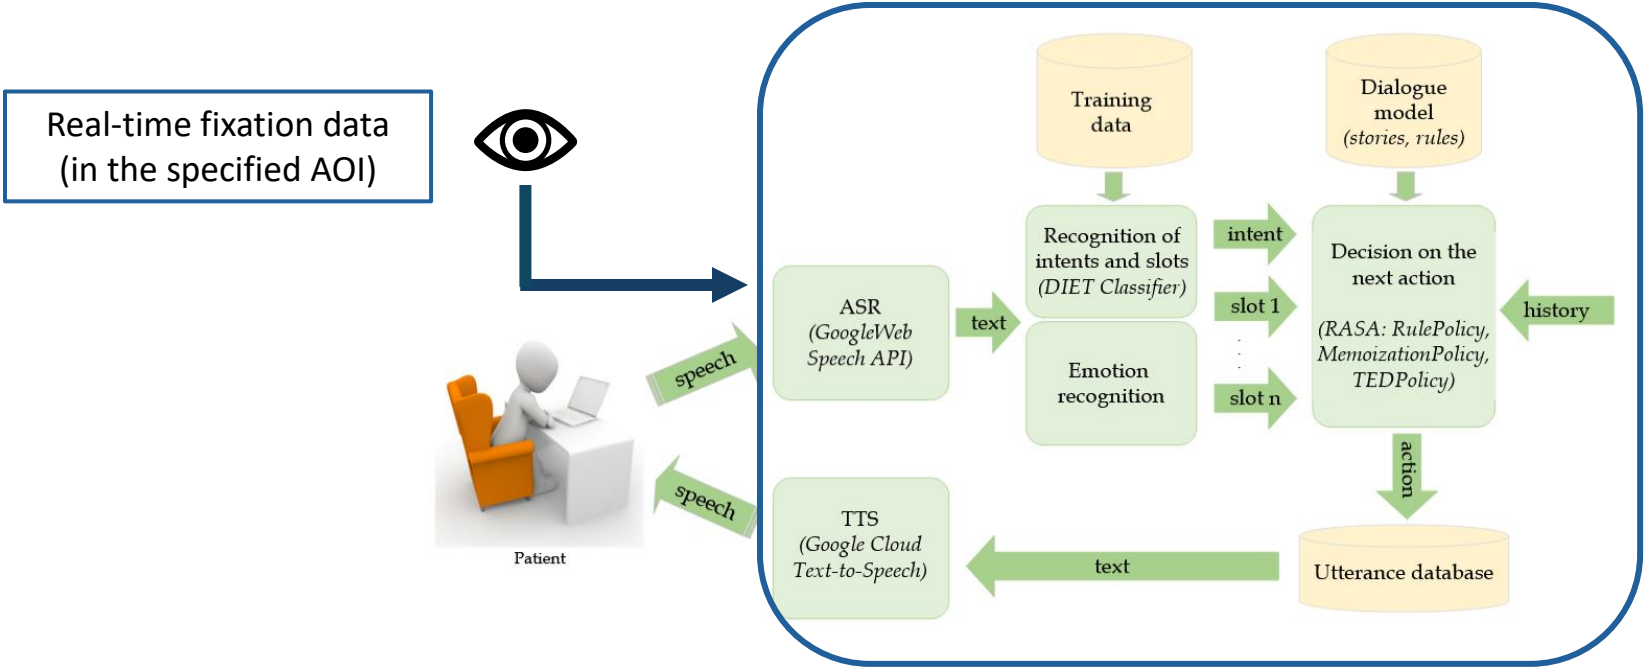 Real-time fixation data
(in the specified AOI)
Training
data
Dialogue
model
(stories, rules)
Recognition of
intents and slots
(DIET Classifier)
intent
slot 1
slot n
Decision on the
next action
(RASA: RulePolicy,
MemoizationPolicy,
TEDPolicy)
history
ASR
(GoogleWeb
Speech API)
text
Emotion
recognition
speech
speech
Patient
action
TTS
(Google Cloud
Text-to-Speech)
text
Utterance database